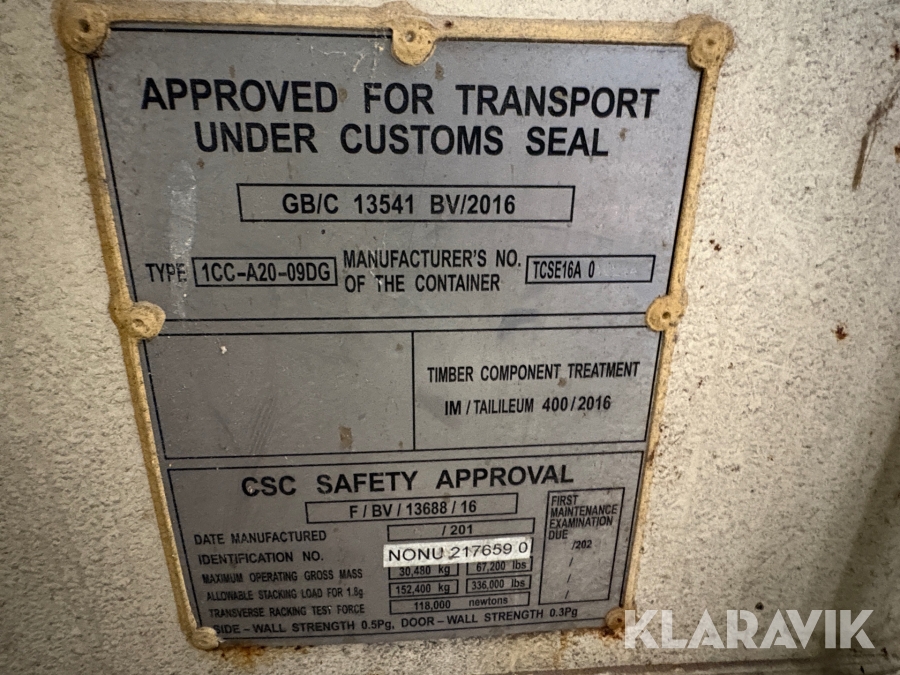 APPROVED FOR TRANSPORT
UNDER CUSTOMS SEAL
GB/C 13541 BV/2016
TYPE 1CC-A20-09DG MANUFACTURER'S NO. OF THE CONTAINER TCSE16A 0
TIMBER COMPONENT TREATMENT
IM / TAILILEUM 400 / 2016
CSC SAFETY APPROVAL
F / BV / 13688 / 16
DATE MANUFACTURED / 201
IDENTIFICATION NO. NONU 217659 0
MAXIMUM OPERATING GROSS MASS 30,480 kg 67,200 lbs
ALLOWABLE STACKING LOAD FOR 1.8g 152,400 kg 336,000 lbs
TRANSVERSE RACKING TEST FORCE 118,000 newtons
SIDE-WALL STRENGTH 0.5Pg, DOOR-WALL STRENGTH 0.3Pg
FIRST
MAINTENANCE
EXAMINATION
DUE
/202
/
/
KLARAVIK